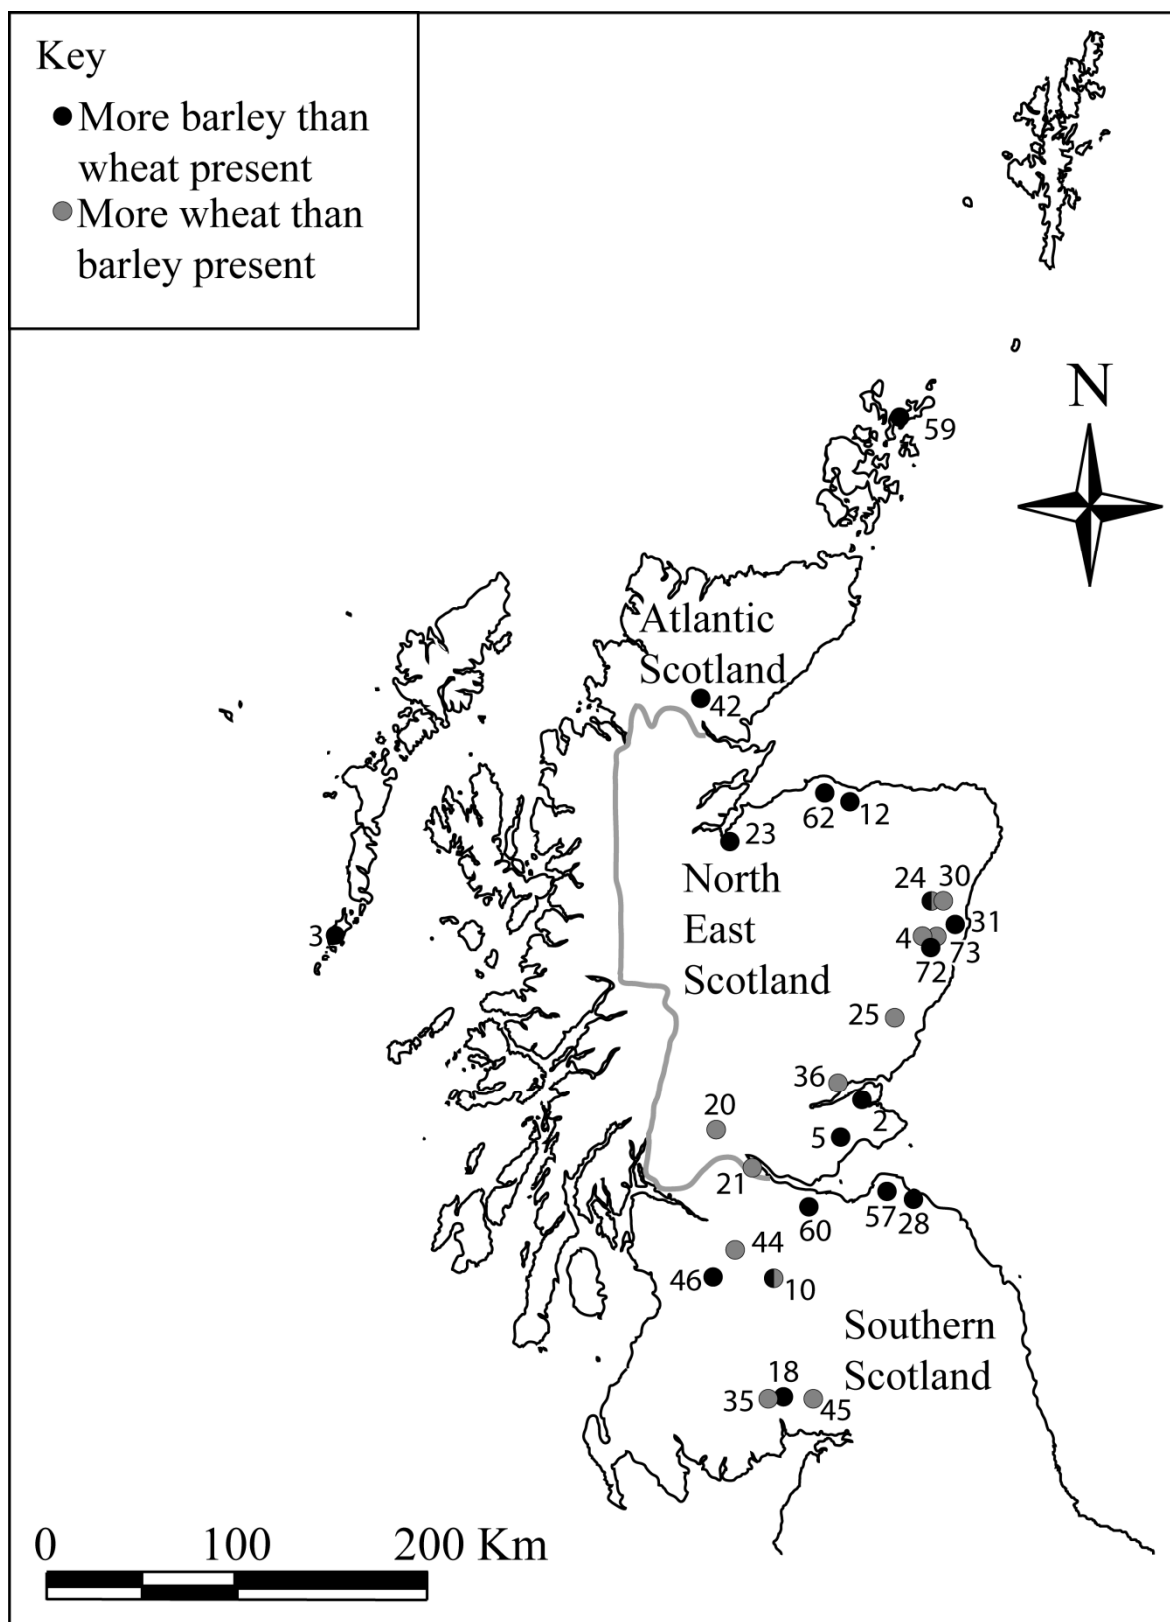 Key
More barley than
wheat present
More wheat than
barley present
N
59
Atlantic
Scotland
42
62
12
23
North
East
Scotland
24
30
31
3
4
73
72
25
36
2
20
5
21
57
28
60
44
46
10
Southern
Scotland
18
35
45
0
100
200 Km